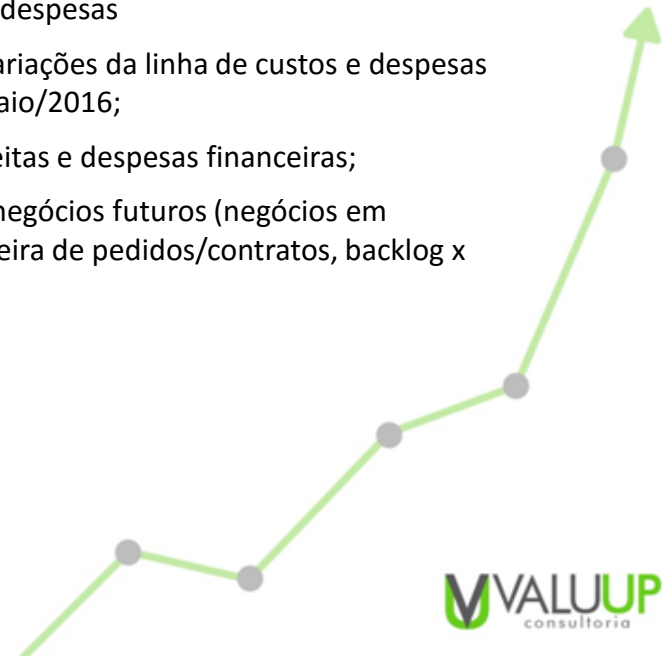 despesas
ariações da linha de custos e despesas
aio/2016;
eitas e despesas financeiras;
negócios futuros (negócios em
eira de pedidos/contratos, backlog x
VALUUP
consultoria